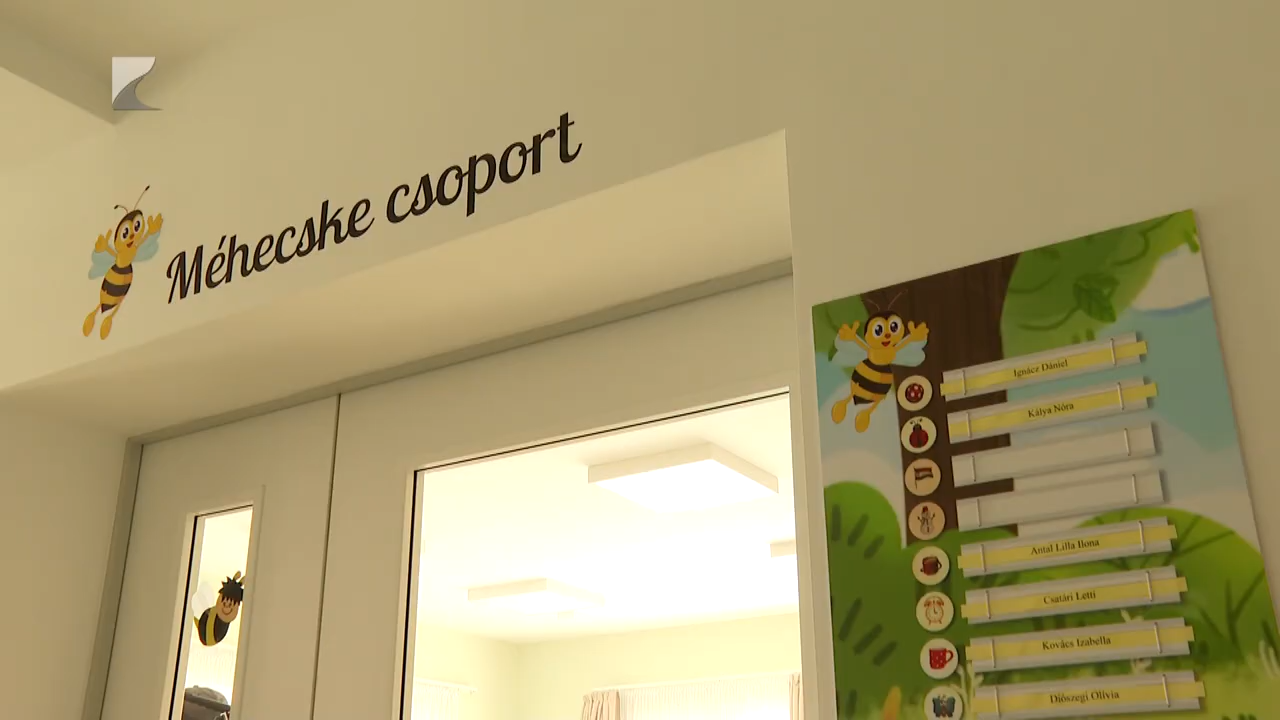 Méhecske csoport
Ignácz Dániel
Kálya Nóra
Antal Lilla Ilona
Csatári Letti
Kovács Izabella
Diószegi Olívia